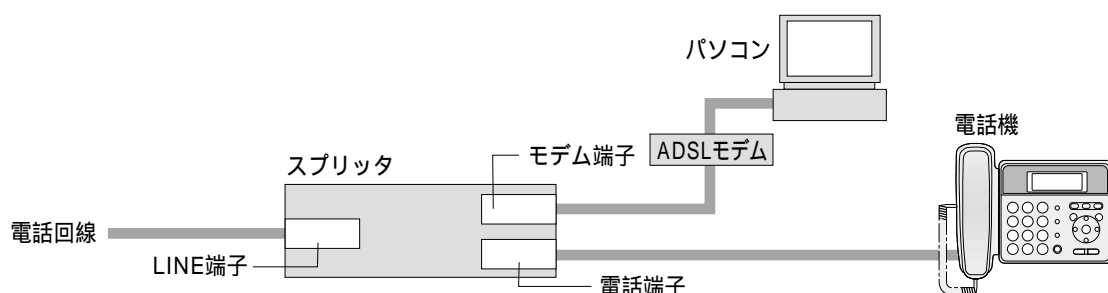 パソコン
電話機
スプリッタ
モデム端子
ADSLモデム
電話回線
LINE端子
電話端子